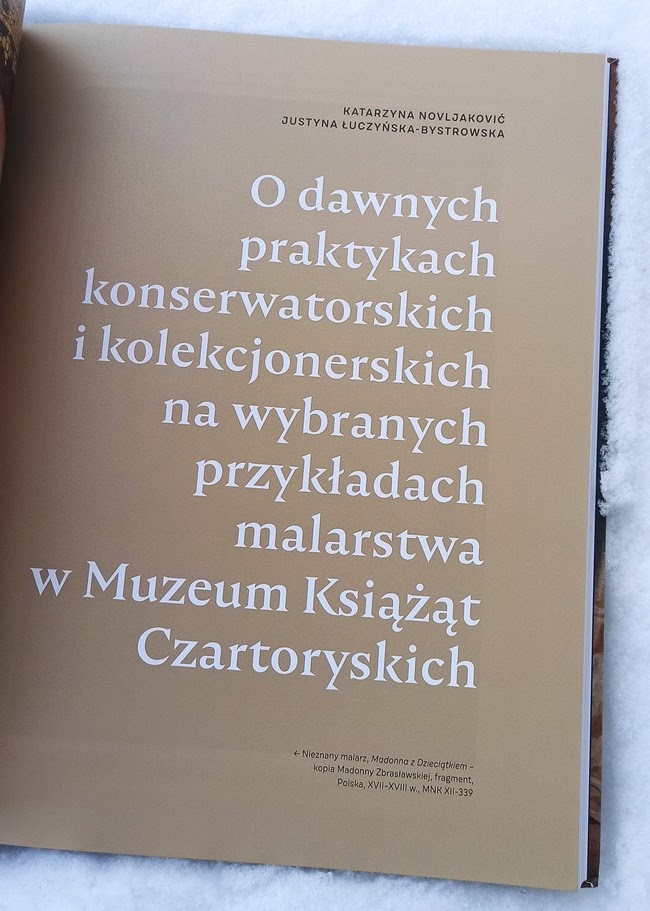 KATARZYNA NOVLJAKOVIĆ
JUSTYNA ŁUCZYŃSKA-BYSTROWSKA
O dawnych
praktykach
konserwatorskich
i kolekcjonerskich
na wybranych
przykładach
malarstwa
w Muzeum Książąt
Czartoryskich
← Nieznany malarz, Madonna z Dzieciątkiem –
kopia Madonny Zbrasławskiej, fragment,
Polska, XVII–XVIII w., MNK XII-339